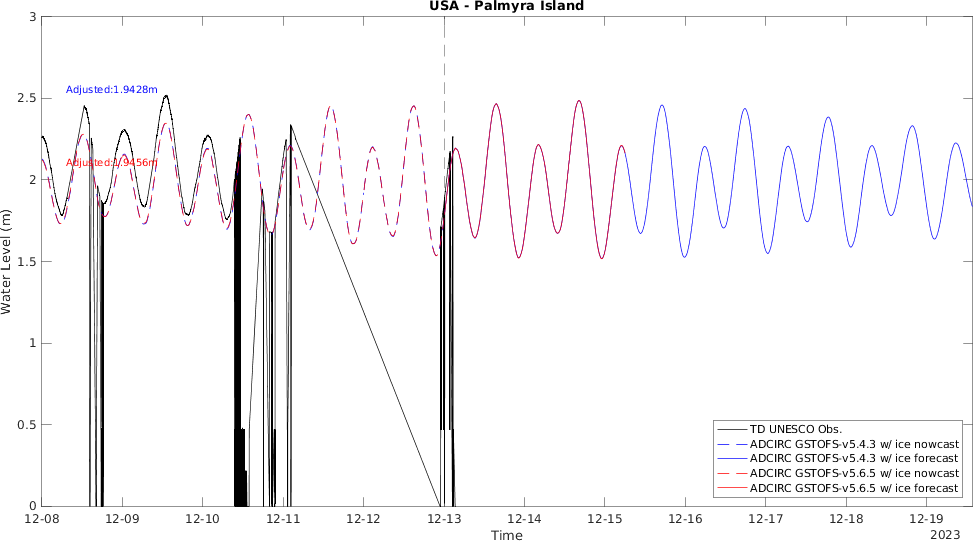 USA - Palmyra Island
3
2.5
2
1.5
1
0.5
0
Water Level (m)
Adjusted:1.9428m
Adjusted:1.9456m
12-08 12-09 12-10 12-11 12-12 12-13 12-14 12-15 12-16 12-17 12-18 12-19
Time
2023
TD UNESCO Obs.
ADCIRC GSTOFS-v5.4.3 w/ ice nowcast
ADCIRC GSTOFS-v5.4.3 w/ ice forecast
ADCIRC GSTOFS-v5.6.5 w/ ice nowcast
ADCIRC GSTOFS-v5.6.5 w/ ice forecast